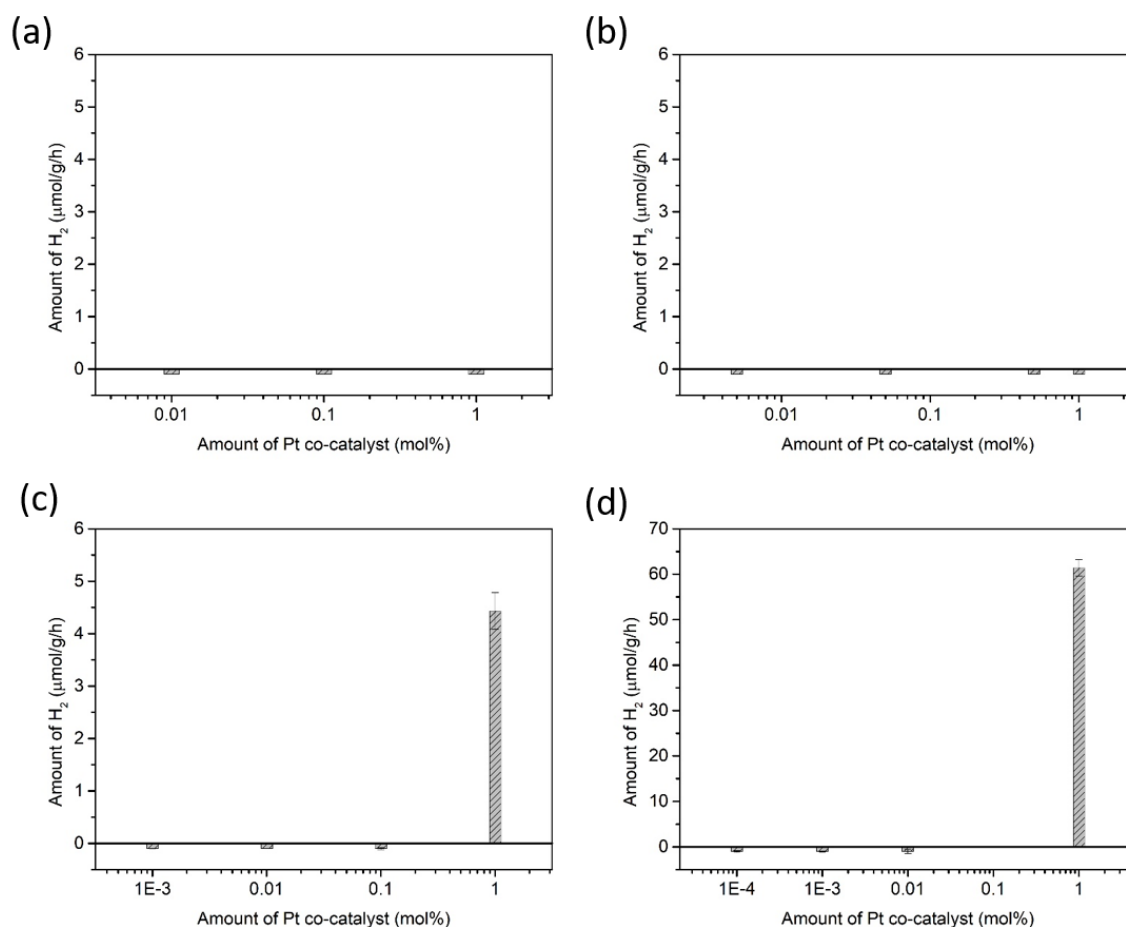 (a)
6
5
4
3
2
1
0
Amount of H2 (μmol/g/h)
0.01 0.1 1
Amount of Pt co-catalyst (mol%)
(b)
6
5
4
3
2
1
0
Amount of H2 (μmol/g/h)
0.01 0.1 1
Amount of Pt co-catalyst (mol%)
(c)
6
5
4
3
2
1
0
Amount of H2 (μmol/g/h)
1E-3 0.01 0.1 1
Amount of Pt co-catalyst (mol%)
(d)
70
60
50
40
30
20
10
0
Amount of H2 (μmol/g/h)
1E-4 1E-3 0.01 0.1 1
Amount of Pt co-catalyst (mol%)